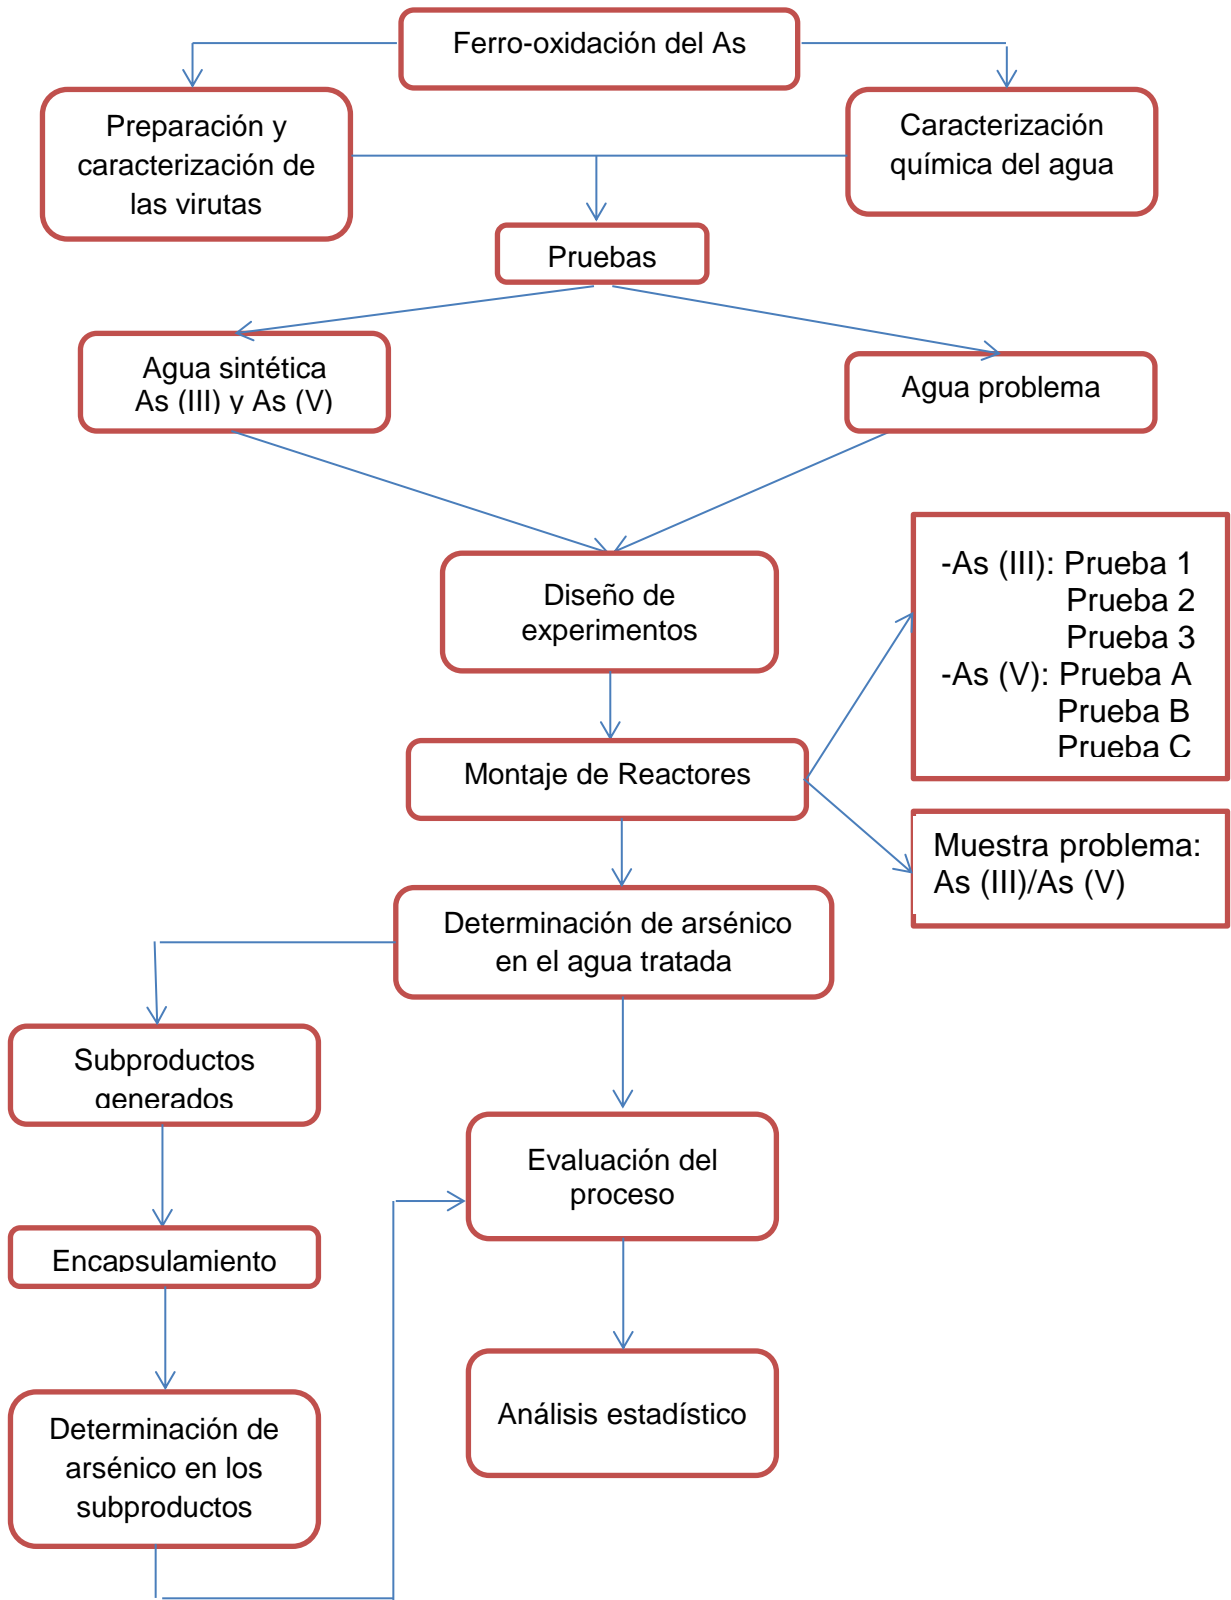 Ferro-oxidación del As
Preparación y
caracterización de
las virutas
Caracterización
química del agua
Pruebas
Agua sintética
As (III) y As (V)
Agua problema
Diseño de
experimentos
-As (III): Prueba 1
Prueba 2
Prueba 3
-As (V): Prueba A
Prueba B
Prueba C
Montaje de Reactores
Muestra problema:
As (III)/As (V)
Determinación de arsénico
en el agua tratada
Subproductos
generados
Evaluación del
proceso
Encapsulamiento
Análisis estadístico
Determinación de
arsénico en los
subproductos